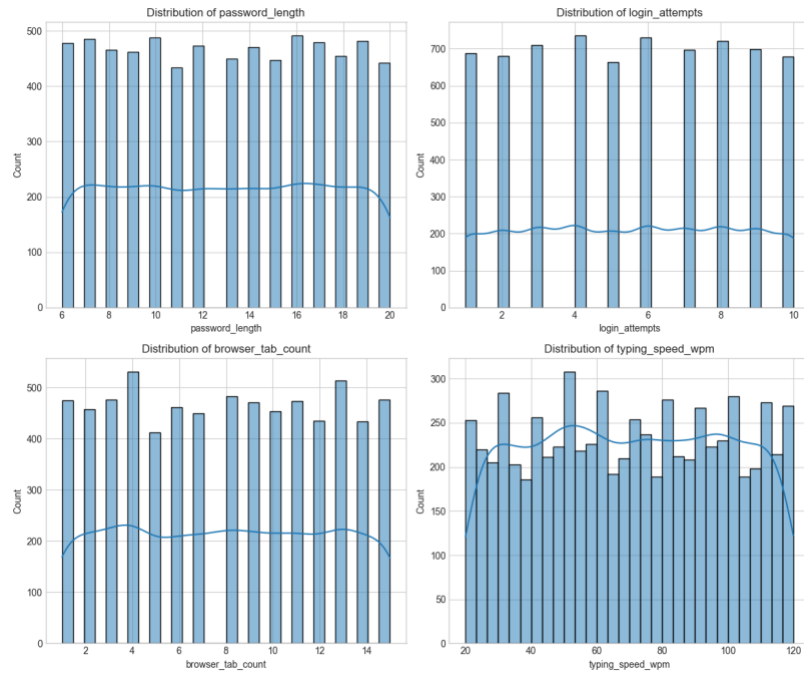 Distribution of password_length
Count
500
400
300
200
100
0
6 8 10 12 14 16 18 20
password_length
Distribution of login_attempts
Count
700
600
500
400
300
200
100
0
2 4 6 8 10
login_attempts
Distribution of browser_tab_count
Count
500
400
300
200
100
0
2 4 6 8 10 12 14
browser_tab_count
Distribution of typing_speed_wpm
Count
300
250
200
150
100
50
0
20 40 60 80 100 120
typing_speed_wpm